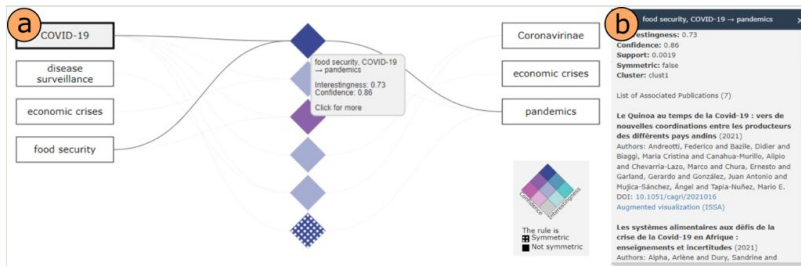 a
COVID-19
disease
surveillance
economic crises
food security
food security, COVID-19
→ pandemics
Interestingness: 0.73
Confidence: 0.86
Click for more
Coronavirinae
economic crises
pandemics
Confidence
Interestingness
The rule is
Symmetric
Not symmetric
b
food security, COVID-19 → pandemics
Interestingness: 0.73
Confidence: 0.86
Support: 0.0019
Symmetric: false
Cluster: clust1
List of Associated Publications (7)
Le Quinoa au temps de la Covid-19 : vers de
nouvelles coordinations entre les producteurs
des différents pays andins (2021)
Authors: Andreotti, Federico and Bazile, Didier and
Biaggi, Maria Cristina and Canahua-Murillo, Alipio
and Chevarria-Lazo, Marco and Chura, Ernesto and
Garland, Gerardo and González, Juan Antonio and
Mujica-Sánchez, Ángel and Tapia-Nuñez, Mario E.
DOI: 10.1051/cagri/2021016
Augmented visualization (ISSA)
Les systèmes alimentaires aux défis de la
crise de la Covid-19 en Afrique :
enseignements et incertitudes (2021)
Authors: Alpha, Arlène and Dury, Sandrine and